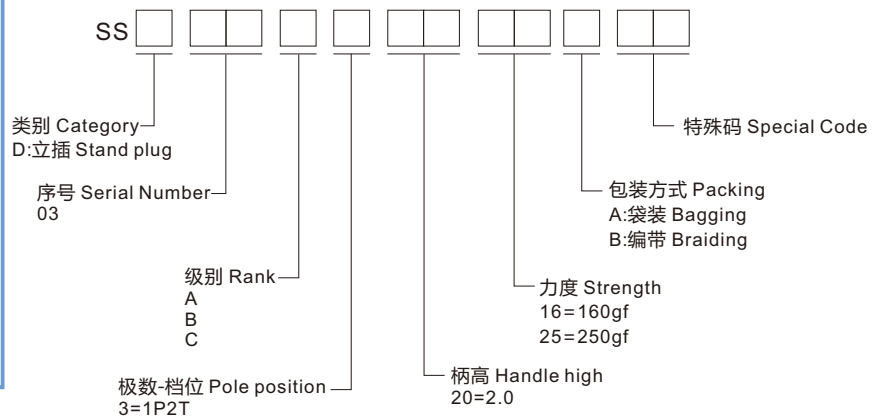 SS
类别 Category
D:立插 Stand plug
特殊码 Special Code
序号 Serial Number
03
包装方式 Packing
A:袋装 Bagging
B:编带 Braiding
级别 Rank
A
B
C
力度 Strength
16=160gf
25=250gf
极数-档位 Pole position
3=1P2T
柄高 Handle high
20=2.0